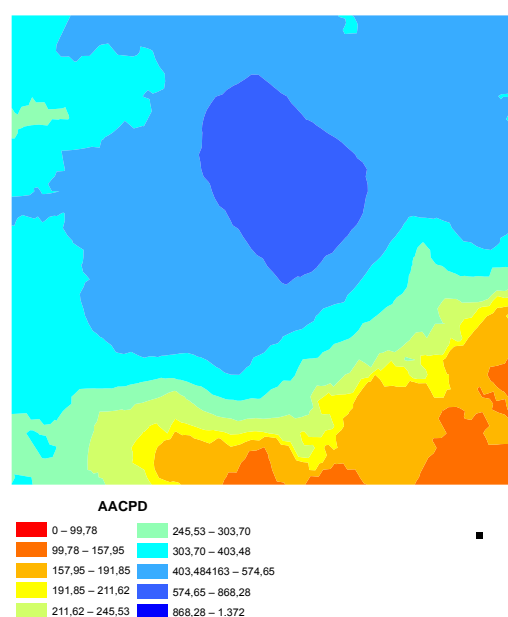 AACPD
0 – 99,78
99,78 – 157,95
157,95 – 191,85
191,85 – 211,62
211,62 – 245,53
245,53 – 303,70
303,70 – 403,48
403,484163 – 574,65
574,65 – 868,28
868,28 – 1.372